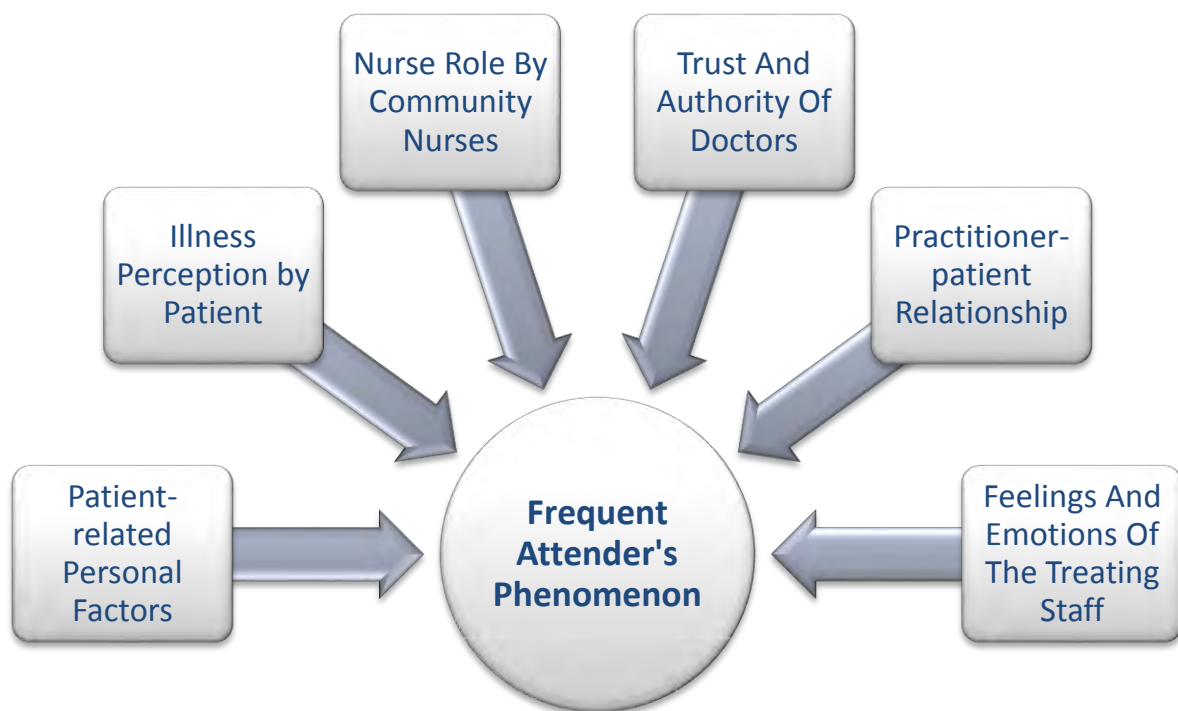 Nurse Role By
Community
Nurses
Trust And
Authority Of
Doctors
Illness
Perception by
Patient
Practitioner-
patient
Relationship
Patient-
related
Personal
Factors
Frequent
Attender's
Phenomenon
Feelings And
Emotions Of
The Treating
Staff